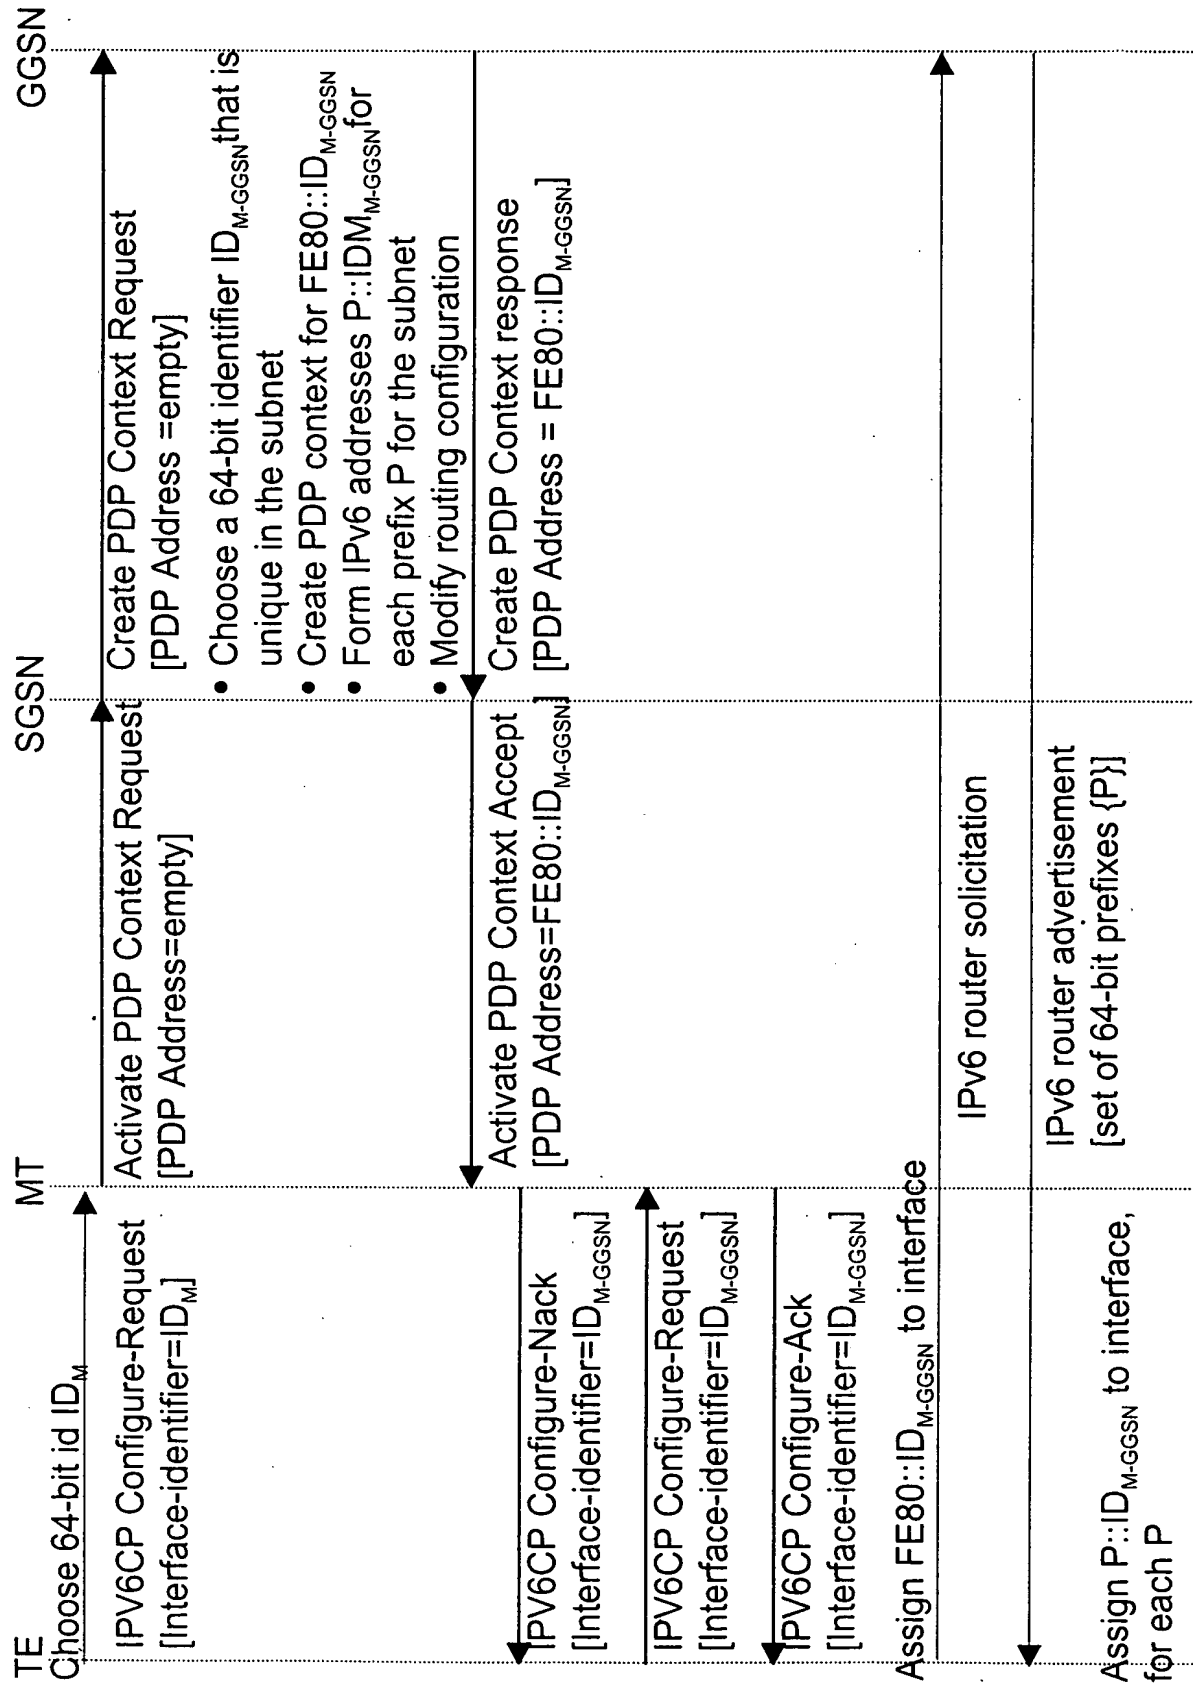 TE
MT
SGSN
GGSN
Choose 64-bit id ID_M
IPV6CP Configure-Request
[Interface-identifier=ID_M]
Activate PDP Context Request
[PDP Address=empty]
Create PDP Context Request
[PDP Address =empty]
• Choose a 64-bit identifier ID_M-GGSN that is
unique in the subnet
• Create PDP context for FE80::ID_M-GGSN
• Form IPv6 addresses P::IDM_M-GGSN for
each prefix P for the subnet
• Modify routing configuration
Create PDP Context response
[PDP Address = FE80::ID_M-GGSN]
Activate PDP Context Accept
[PDP Address=FE80::ID_M-GGSN]
IPV6CP Configure-Nack
[Interface-identifier=ID_M-GGSN]
IPV6CP Configure-Request
[Interface-identifier=ID_M-GGSN]
IPV6CP Configure-Ack
[Interface-identifier=ID_M-GGSN]
Assign FE80::ID_M-GGSN to interface
IPv6 router solicitation
IPv6 router advertisement
[set of 64-bit prefixes {P}]
Assign P::ID_M-GGSN to interface,
for each P